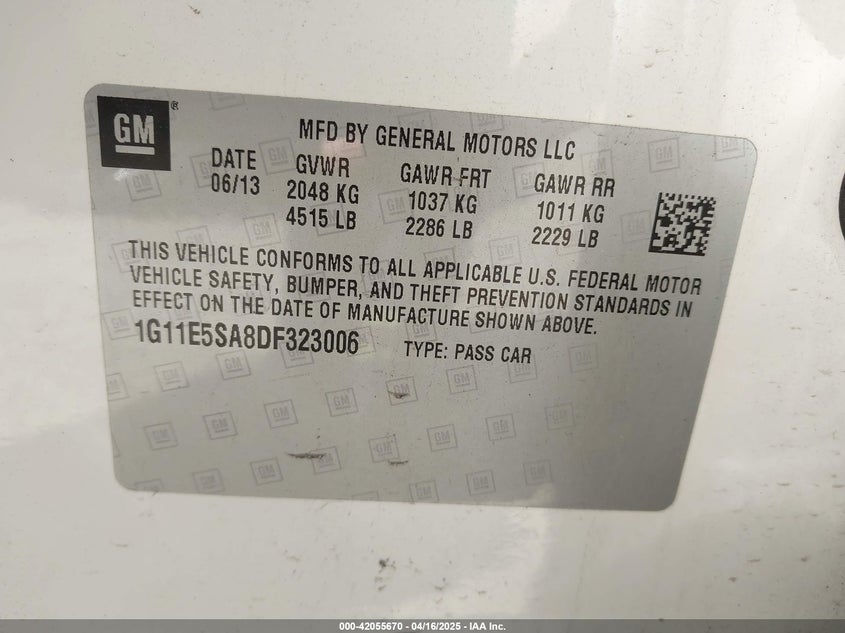 GM ®
MFD BY GENERAL MOTORS LLC
DATE GVWR GAWR FRT GAWR RR
06/13 2048 KG 1037 KG 1011 KG
4515 LB 2286 LB 2229 LB
THIS VEHICLE CONFORMS TO ALL APPLICABLE U.S. FEDERAL MOTOR
VEHICLE SAFETY, BUMPER, AND THEFT PREVENTION STANDARDS IN
EFFECT ON THE DATE OF MANUFACTURE SHOWN ABOVE.
1G11E5SA8DF323006 TYPE: PASS CAR
000-42055670 - 04/16/2025 - IAA Inc.